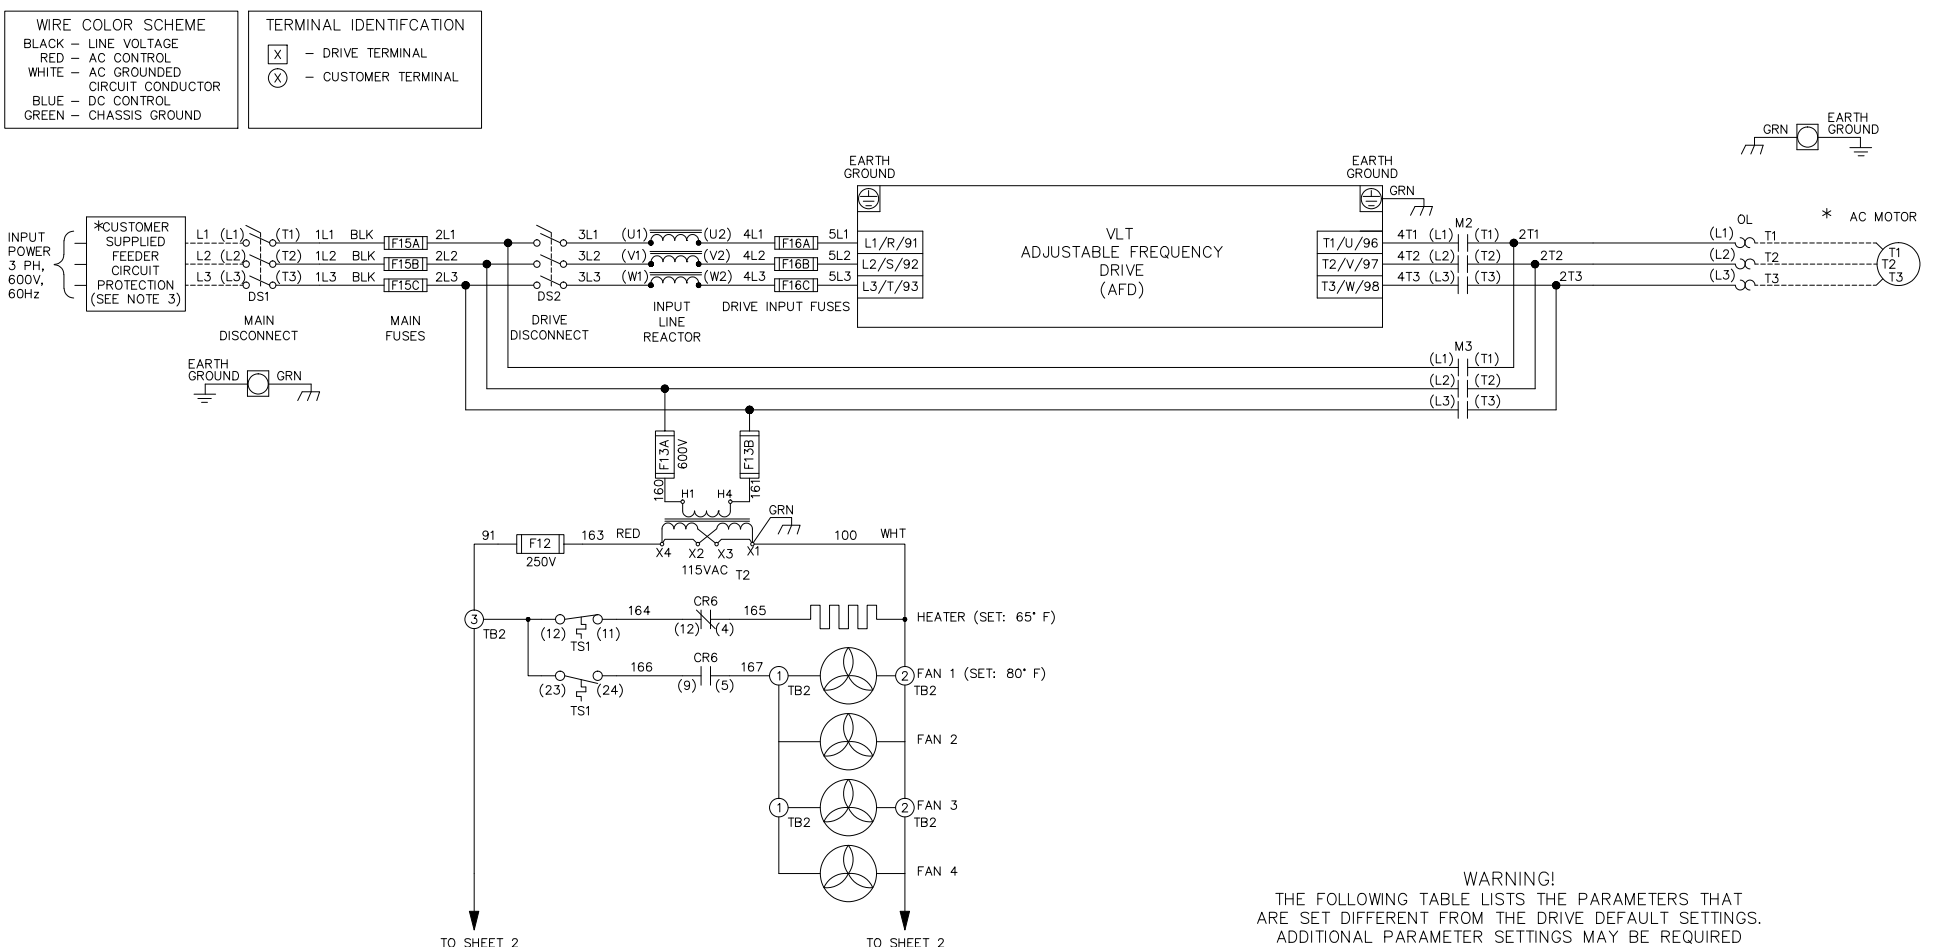 WIRE COLOR SCHEME
BLACK – LINE VOLTAGE
RED – AC CONTROL
WHITE – AC GROUNDED
CIRCUIT CONDUCTOR
BLUE – DC CONTROL
GREEN – CHASSIS GROUND
TERMINAL IDENTIFCATION
X – DRIVE TERMINAL
X – CUSTOMER TERMINAL
GRN
EARTH
GROUND
INPUT
POWER
3 PH,
600V,
60Hz
*CUSTOMER
SUPPLIED
FEEDER
CIRCUIT
PROTECTION
(SEE NOTE 3)
L1 (L1) (T1) 1L1 BLK F15A 2L1
L2 (L2) (T2) 1L2 BLK F15B 2L2
L3 (L3) (T3) 1L3 BLK F15C 2L3
DS1
MAIN
DISCONNECT
MAIN
FUSES
3L1 (U1) (U2) 4L1 F16A 5L1
3L2 (V1) (V2) 4L2 F16B 5L2
3L3 (W1) (W2) 4L3 F16C 5L3
DS2
DRIVE
DISCONNECT
INPUT
LINE
REACTOR
DRIVE INPUT FUSES
EARTH
GROUND
L1/R/91
L2/S/92
L3/T/93
VLT
ADJUSTABLE FREQUENCY
DRIVE
(AFD)
EARTH
GROUND
GRN
T1/U/96
T2/V/97
T3/W/98
M2
4T1 (L1) (T1) 2T1
4T2 (L2) (T2) 2T2
4T3 (L3) (T3) 2T3
OL
(L1) T1
(L2) T2
(L3) T3
* AC MOTOR
T1
T2
T3
M3
(L1) (T1)
(L2) (T2)
(L3) (T3)
EARTH
GROUND
GRN
F13A
600V
F13B
160
161
H1 H4
GRN
91 F12 163 RED
250V
X4 X2 X3 X1
115VAC T2
100 WHT
3
TB2
(12) (11)
TS1
164
CR6
(12) (4)
165
HEATER (SET: 65° F)
(23) (24)
TS1
166
CR6
(9) (5)
167
1
TB2
2
TB2
FAN 1 (SET: 80° F)
FAN 2
1
TB2
2
TB2
FAN 3
FAN 4
TO SHEET 2
TO SHEET 2
WARNING!
THE FOLLOWING TABLE LISTS THE PARAMETERS THAT
ARE SET DIFFERENT FROM THE DRIVE DEFAULT SETTINGS.
ADDITIONAL PARAMETER SETTINGS MAY BE REQUIRED